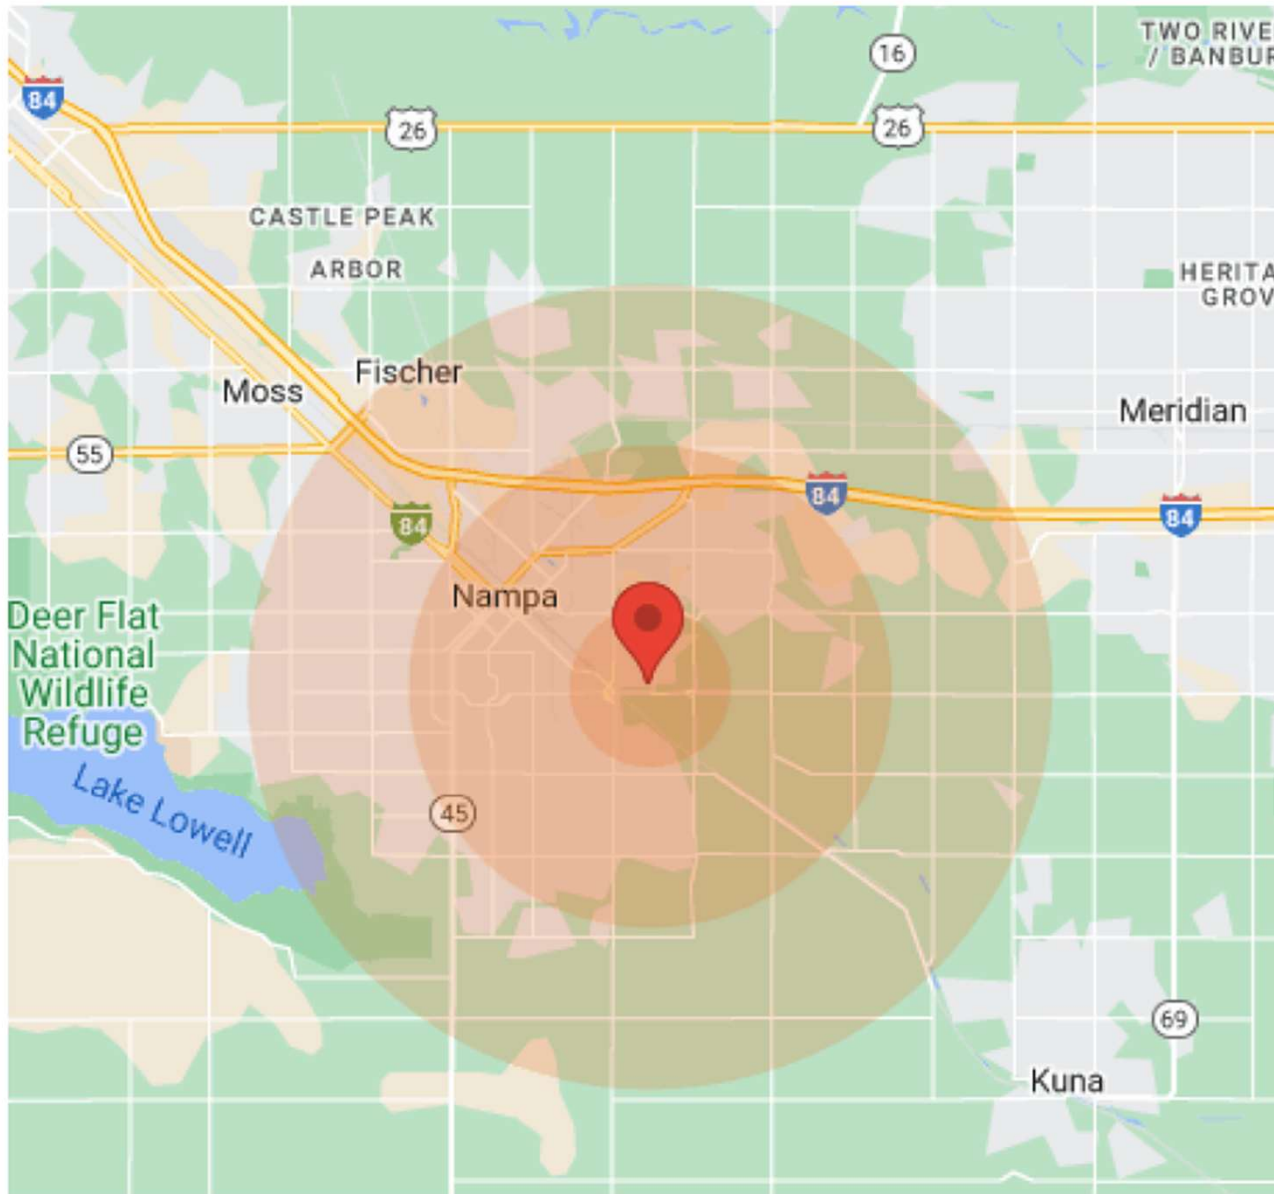 16
TWO RIVE
/ BANBUR
84
26
26
CASTLE PEAK
ARBOR
HERITA
GROV
Fischer
Moss
Meridian
55
84
84
84
Nampa
Deer Flat
National
Wildlife
Refuge
Lake Lowell
45
69
Kuna